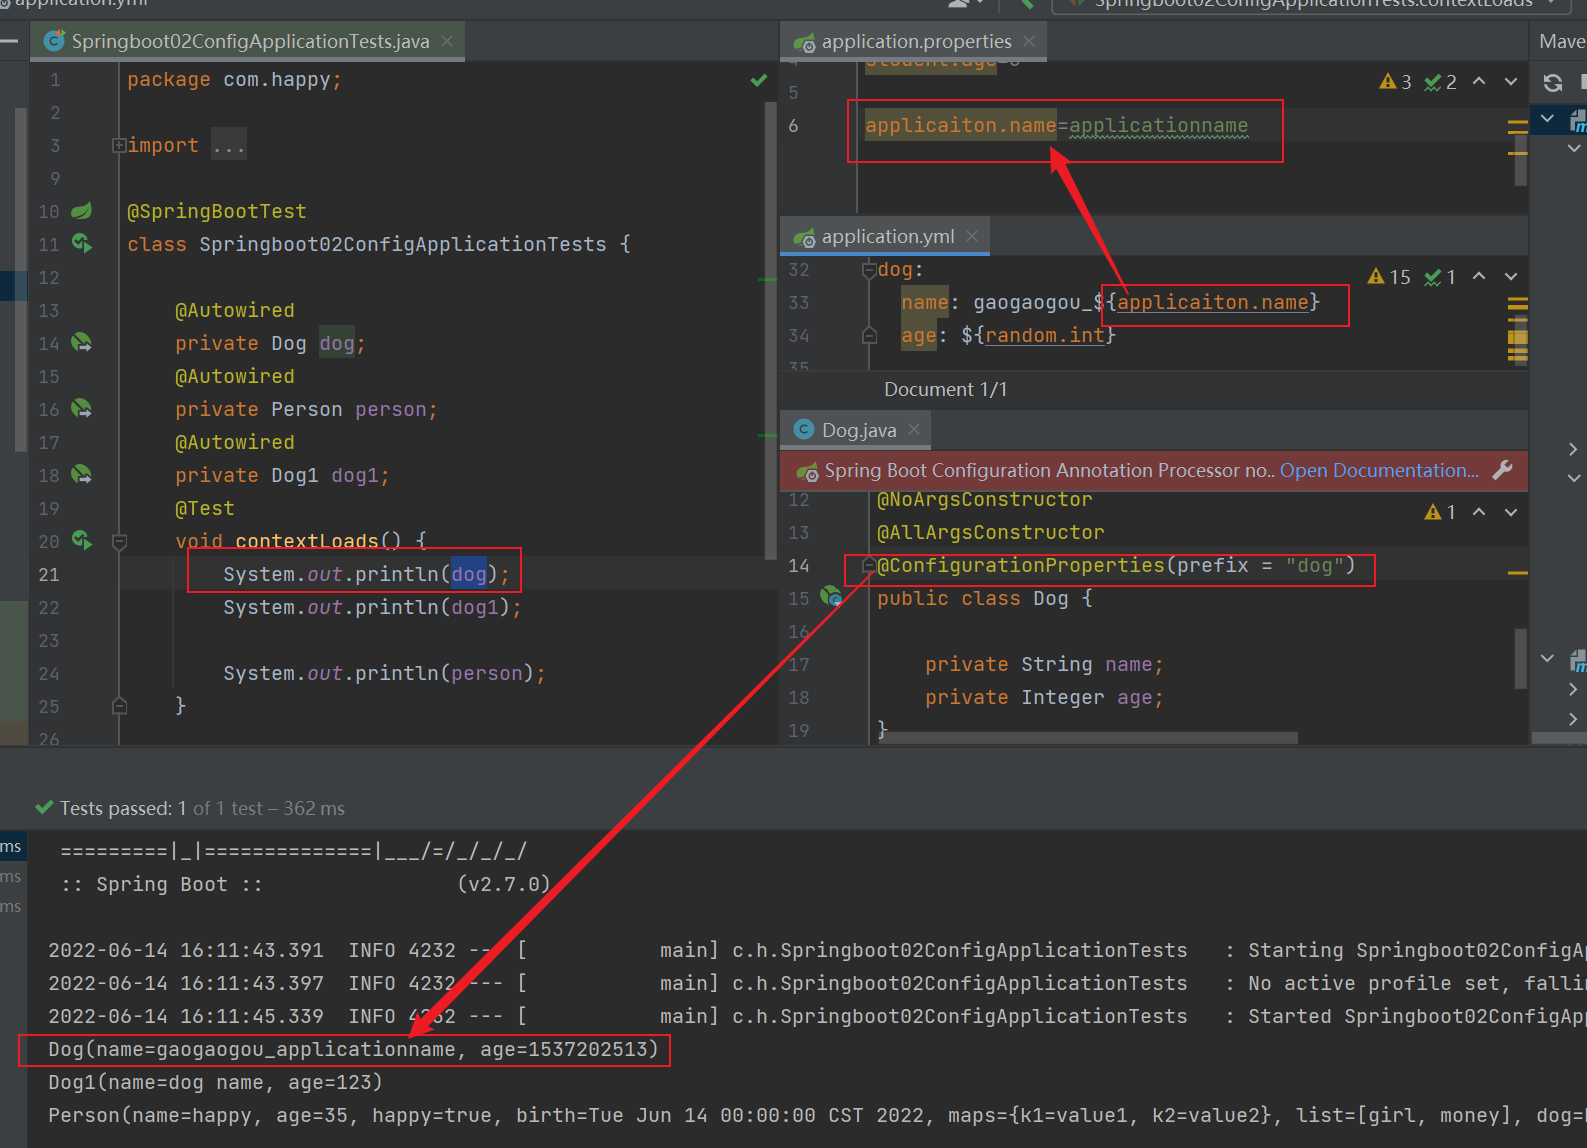 application.yml
Springboot02ConfigApplicationTests.contextLoads
Springboot02ConfigApplicationTests.java
1 package com.happy;
2
3 import ...
9
10 @SpringBootTest
11 class Springboot02ConfigApplicationTests {
12
13 @Autowired
14 private Dog dog;
15 @Autowired
16 private Person person;
17 @Autowired
18 private Dog1 dog1;
19 @Test
20 void contextLoads() {
21 System.out.println(dog);
22 System.out.println(dog1);
23
24 System.out.println(person);
25 }
26
application.properties
student.age=8
3 2
5
6 applicaiton.name=applicationname
application.yml
32 dog:
15 1
33 name: gaogaogou_${applicaiton.name}
34 age: ${random.int}
35
Document 1/1
Dog.java
Spring Boot Configuration Annotation Processor no.. Open Documentation...
12 @NoArgsConstructor
1
13 @AllArgsConstructor
14 @ConfigurationProperties(prefix = "dog")
15 public class Dog {
16
17 private String name;
18 private Integer age;
19 }
Mave
Tests passed: 1 of 1 test – 362 ms
ms
ms
ms
=========|_|==============|___/=/_/_/_/
:: Spring Boot :: (v2.7.0)
2022-06-14 16:11:43.391 INFO 4232 --- [ main] c.h.Springboot02ConfigApplicationTests : Starting Springboot02ConfigAp
2022-06-14 16:11:43.397 INFO 4232 --- [ main] c.h.Springboot02ConfigApplicationTests : No active profile set, fallin
2022-06-14 16:11:45.339 INFO 4232 --- [ main] c.h.Springboot02ConfigApplicationTests : Started Springboot02ConfigApp
Dog(name=gaogaogou_applicationname, age=1537202513)
Dog1(name=dog name, age=123)
Person(name=happy, age=35, happy=true, birth=Tue Jun 14 00:00:00 CST 2022, maps={k1=value1, k2=value2}, list=[girl, money], dog=